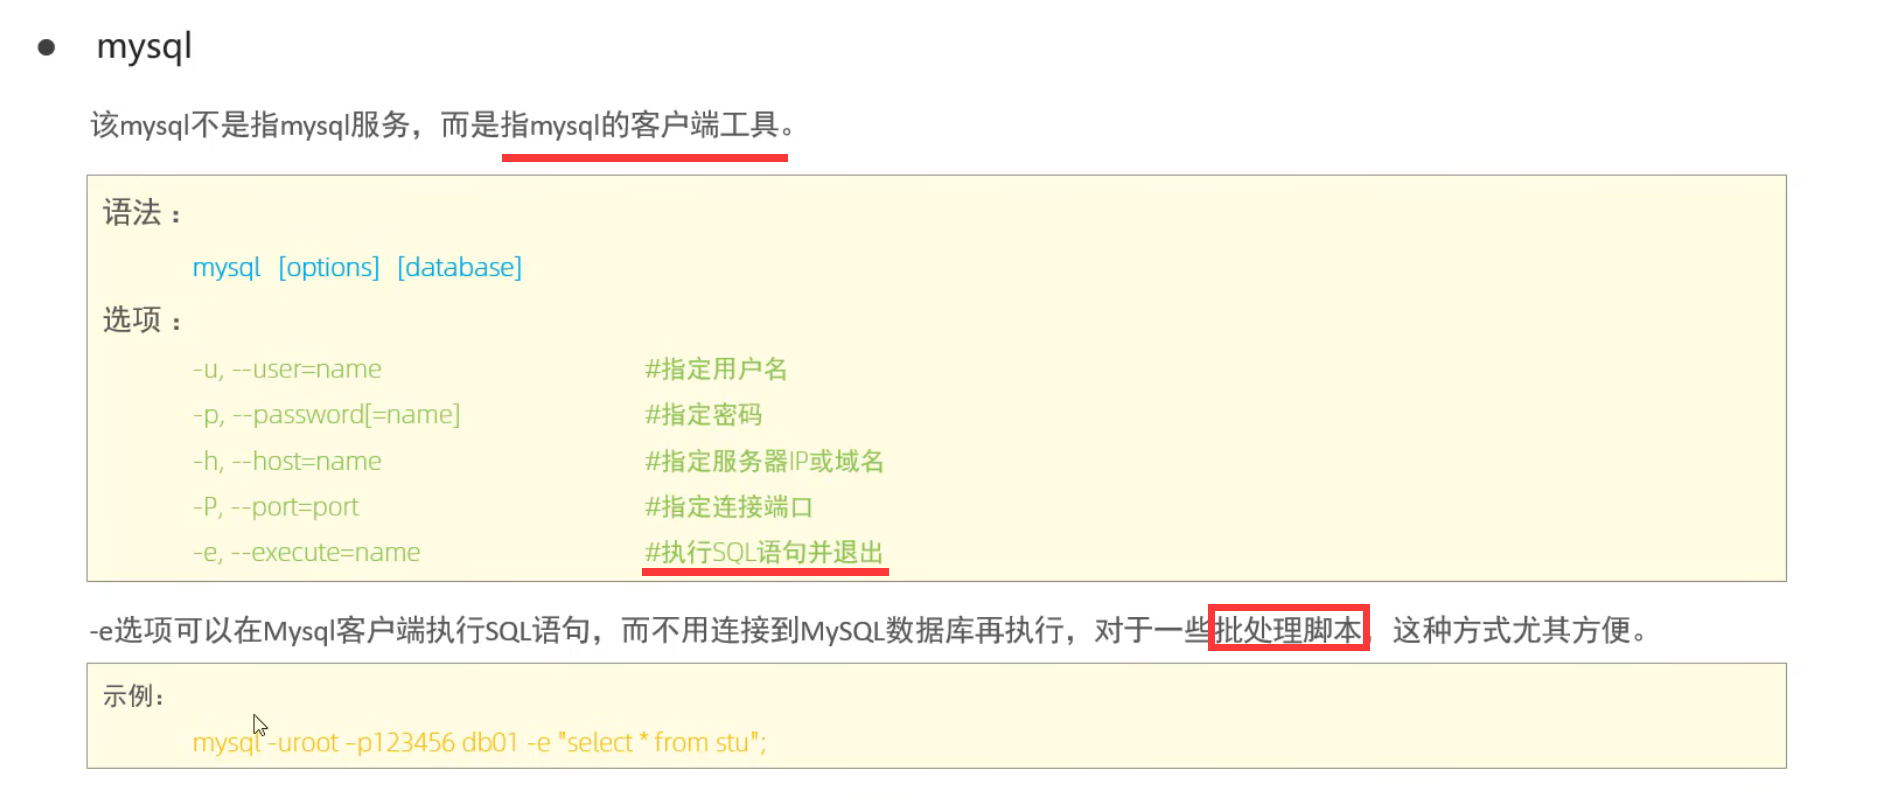 ● mysql
该mysql不是指mysql服务，而是指mysql的客户端工具。
语法：
mysql [options] [database]
选项：
-u, --user=name #指定用户名
-p, --password[=name] #指定密码
-h, --host=name #指定服务器IP或域名
-P, --port=port #指定连接端口
-e, --execute=name #执行SQL语句并退出
-e选项可以在Mysql客户端执行SQL语句，而不用连接到MySQL数据库再执行，对于一些批处理脚本，这种方式尤其方便。
示例：
mysql -uroot -p123456 db01 -e "select * from stu";